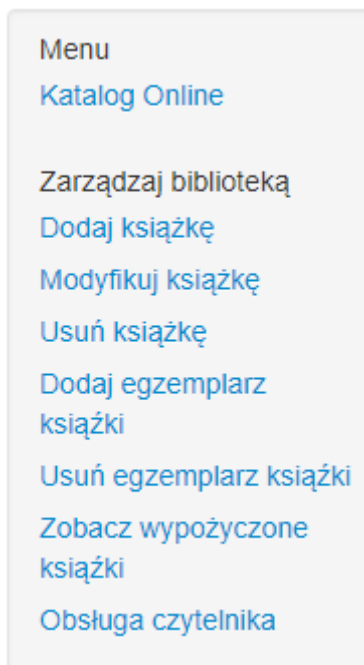 Menu
Katalog Online
Zarządzaj biblioteką
Dodaj książkę
Modyfikuj książkę
Usuń książkę
Dodaj egzemplarz
książki
Usuń egzemplarz książki
Zobacz wypożyczone
książki
Obsługa czytelnika